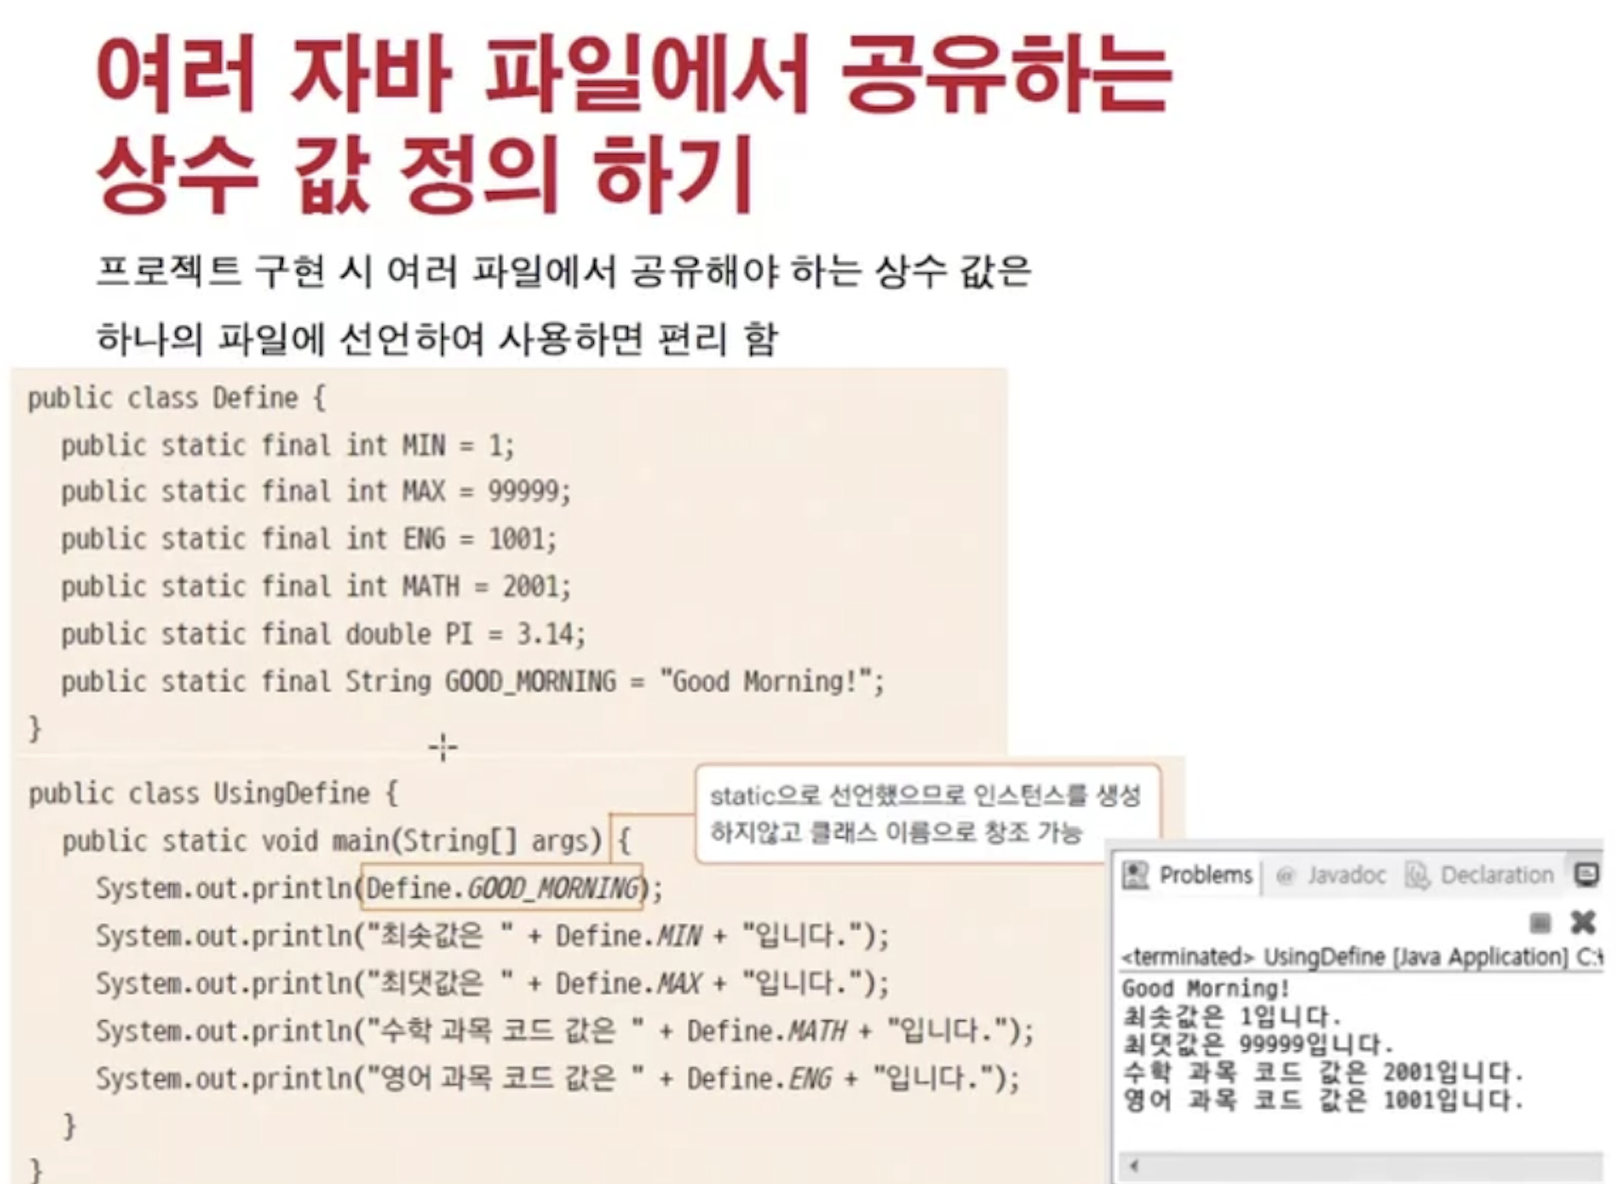 여러 자바 파일에서 공유하는
상수 값 정의 하기
프로젝트 구현 시 여러 파일에서 공유해야 하는 상수 값은
하나의 파일에 선언하여 사용하면 편리 함
public class Define {
public static final int MIN = 1;
public static final int MAX = 99999;
public static final int ENG = 1001;
public static final int MATH = 2001;
public static final double PI = 3.14;
public static final String GOOD_MORNING = "Good Morning!";
}
public class UsingDefine {
public static void main(String[] args) {
static으로 선언했으므로 인스턴스를 생성
하지않고 클래스 이름으로 창조 가능
System.out.println(Define.GOOD_MORNING);
System.out.println("최솟값은 " + Define.MIN + "입니다.");
System.out.println("최댓값은 " + Define.MAX + "입니다.");
System.out.println("수학 과목 코드 값은 " + Define.MATH + "입니다.");
System.out.println("영어 과목 코드 값은 " + Define.ENG + "입니다.");
}
}
Problems @ Javadoc Declaration
<terminated> UsingDefine [Java Application] C:\
Good Morning!
최솟값은 1입니다.
최댓값은 99999입니다.
수학 과목 코드 값은 2001입니다.
영어 과목 코드 값은 1001입니다.